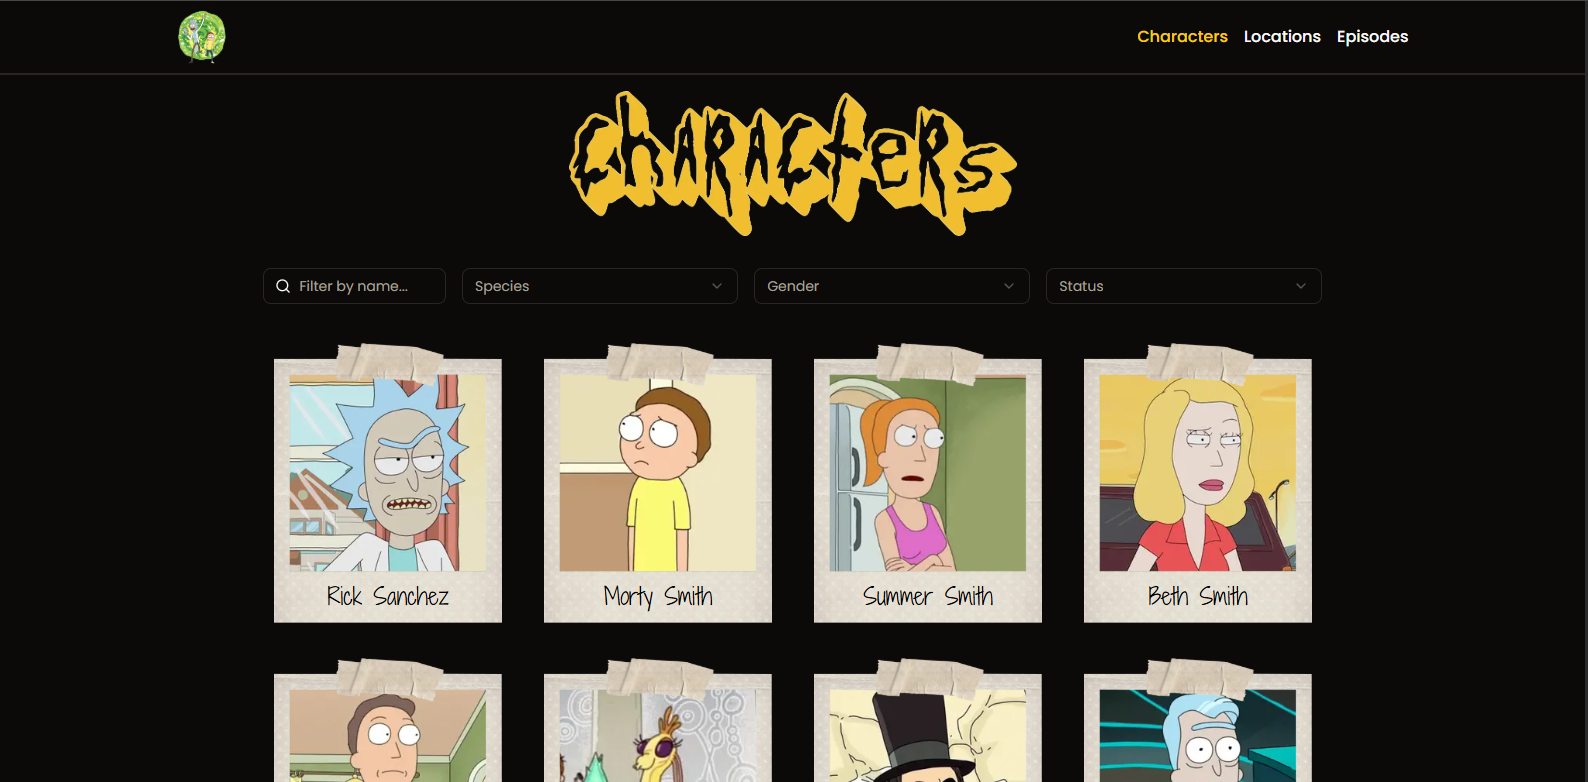 Characters Locations Episodes
Characters
Filter by name... Species Gender Status
Rick Sanchez Morty Smith Summer Smith Beth Smith